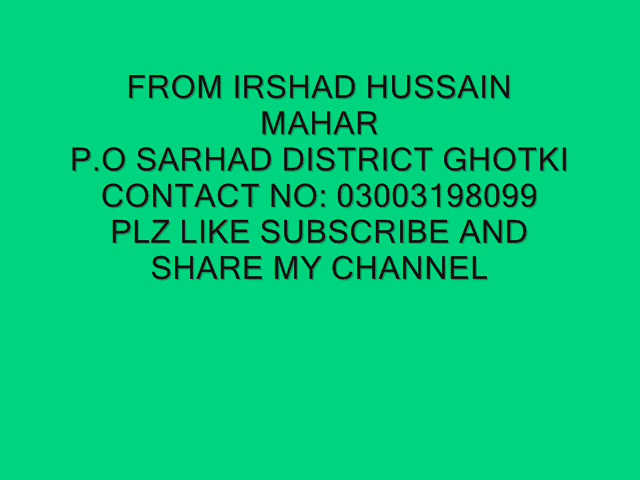 FROM IRSHAD HUSSAIN
MAHAR
P.O SARHAD DISTRICT GHOTKI
CONTACT NO: 03003198099
PLZ LIKE SUBSCRIBE AND
SHARE MY CHANNEL